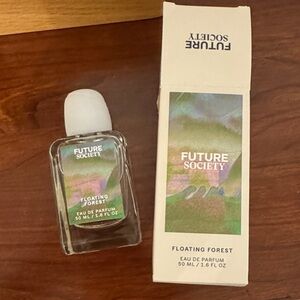 FUTURE
SOCIETY
FUTURE
SOCIETY
FLOATING
FOREST
EAU DE PARFUM
50 ML / 1.6 FL OZ
FUTURE
SOCIETY
FLOATING FOREST
EAU DE PARFUM
50 ML / 1.6 FL OZ